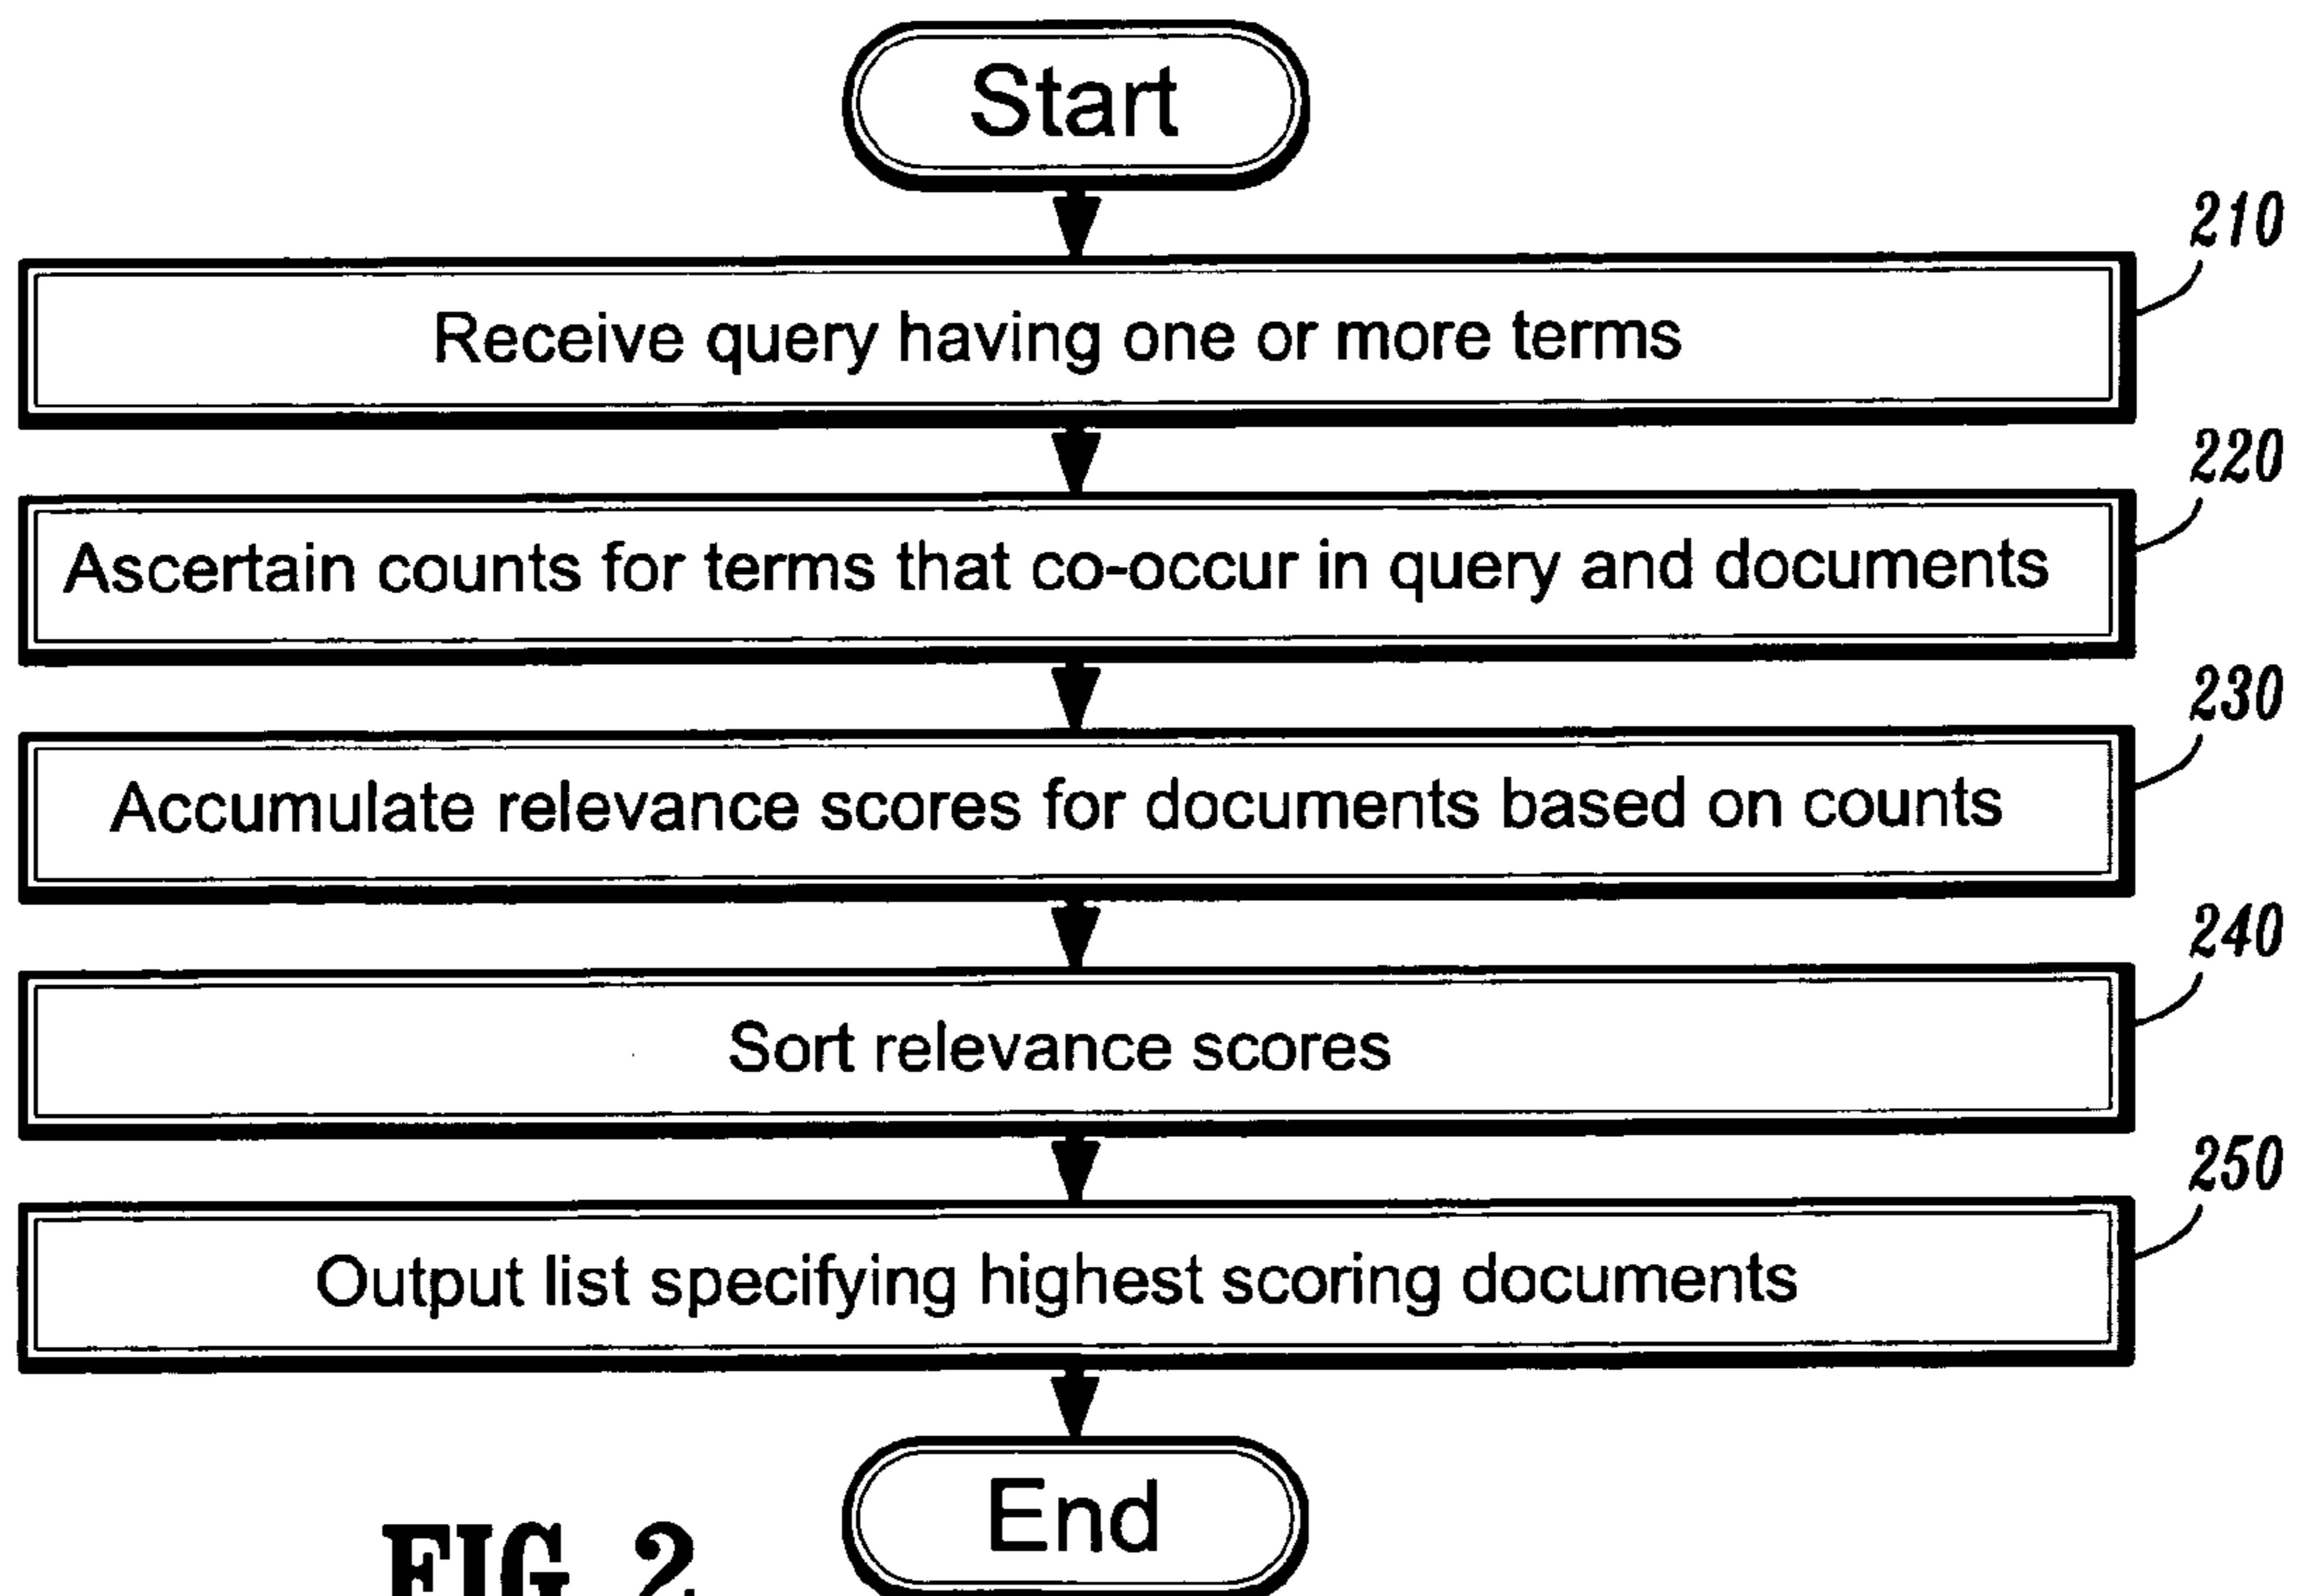 Start
210
Receive query having one or more terms
220
Ascertain counts for terms that co-occur in query and documents
230
Accumulate relevance scores for documents based on counts
240
Sort relevance scores
250
Output list specifying highest scoring documents
End
FIG. 2